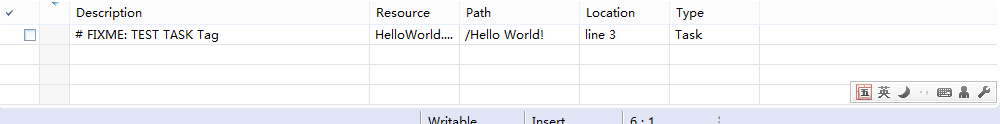 Description Resource Path Location Type
# FIXME: TEST TASK Tag HelloWorld.... /Hello World! line 3 Task
五 英
Writable Insert 6 : 1